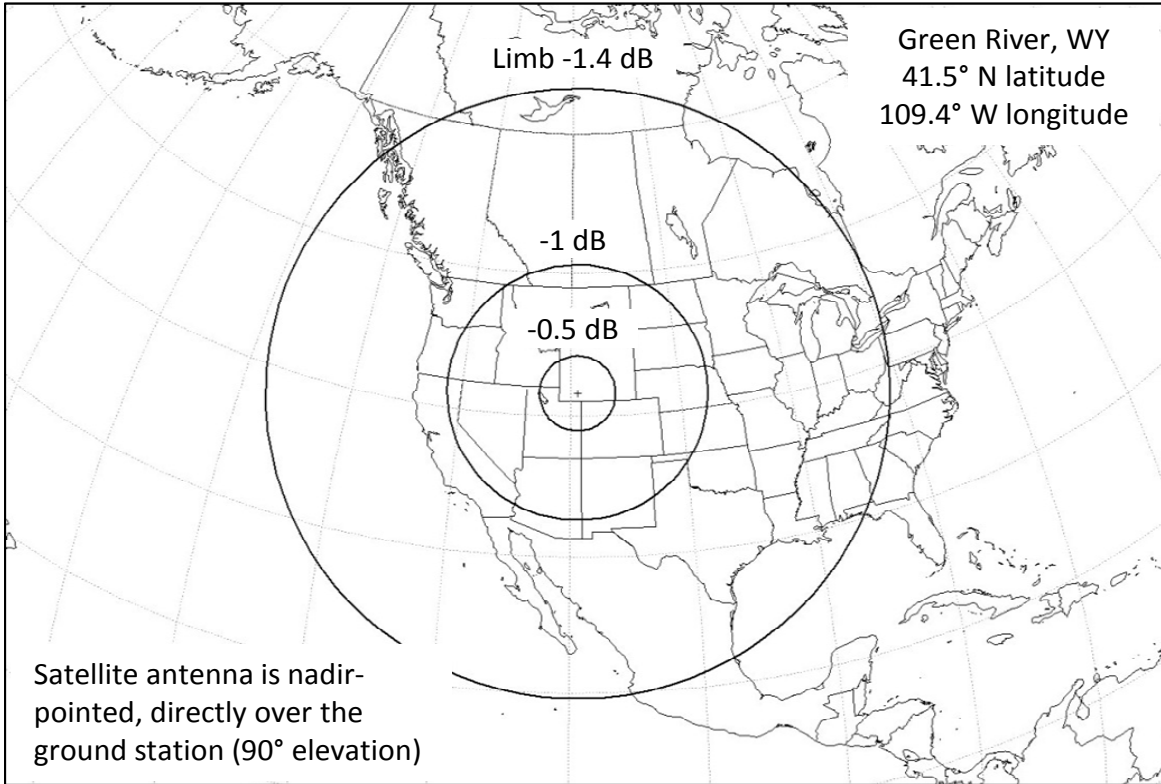 Limb -1.4 dB
Green River, WY
41.5° N latitude
109.4° W longitude
-1 dB
-0.5 dB
Satellite antenna is nadir-
pointed, directly over the
ground station (90° elevation)